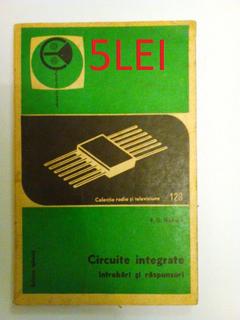 5LEI
Colecția radio și televiziune 128
Circuite integrate
întrebări și răspunsuri